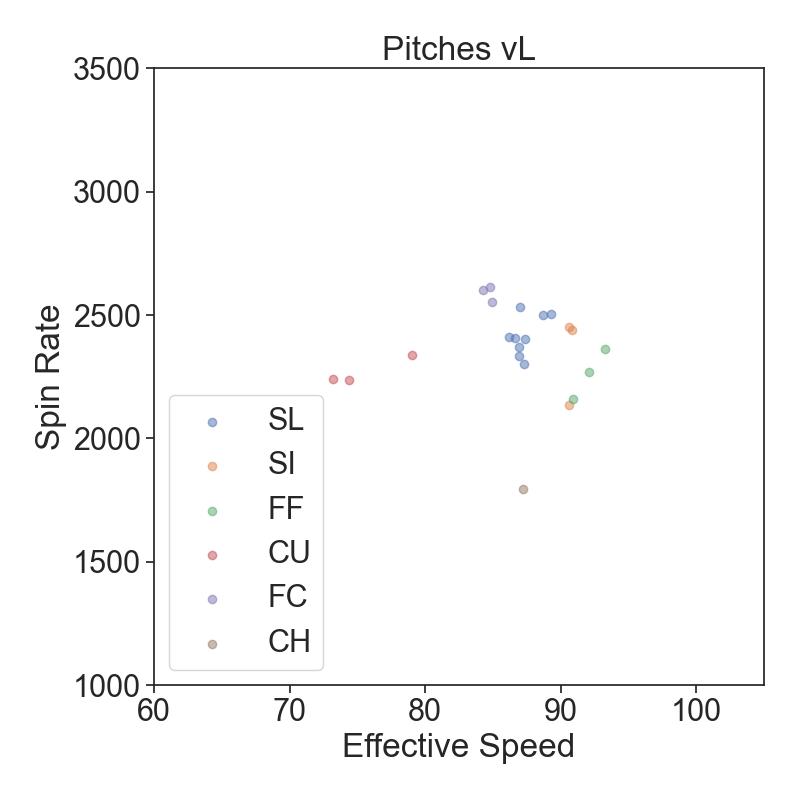 Pitches vL
3500
3000
2500
2000
1500
1000
Spin Rate
SL
SI
FF
CU
FC
CH
60 70 80 90 100
Effective Speed